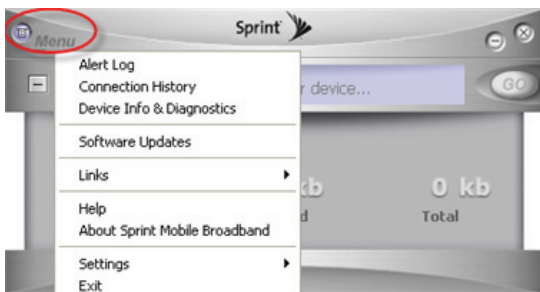 Menu
Sprint
Alert Log
Connection History
Device Info & Diagnostics
r device...
GO
Software Updates
Links
kb
0 kb
d
Total
Help
About Sprint Mobile Broadband
Settings
Exit